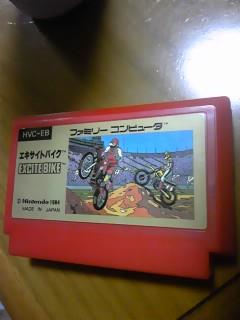 HVC-EB
ファミリー コンピュータ
エキサイトバイク
EXCITEBIKE
© Nintendo 1984
MADE IN JAPAN